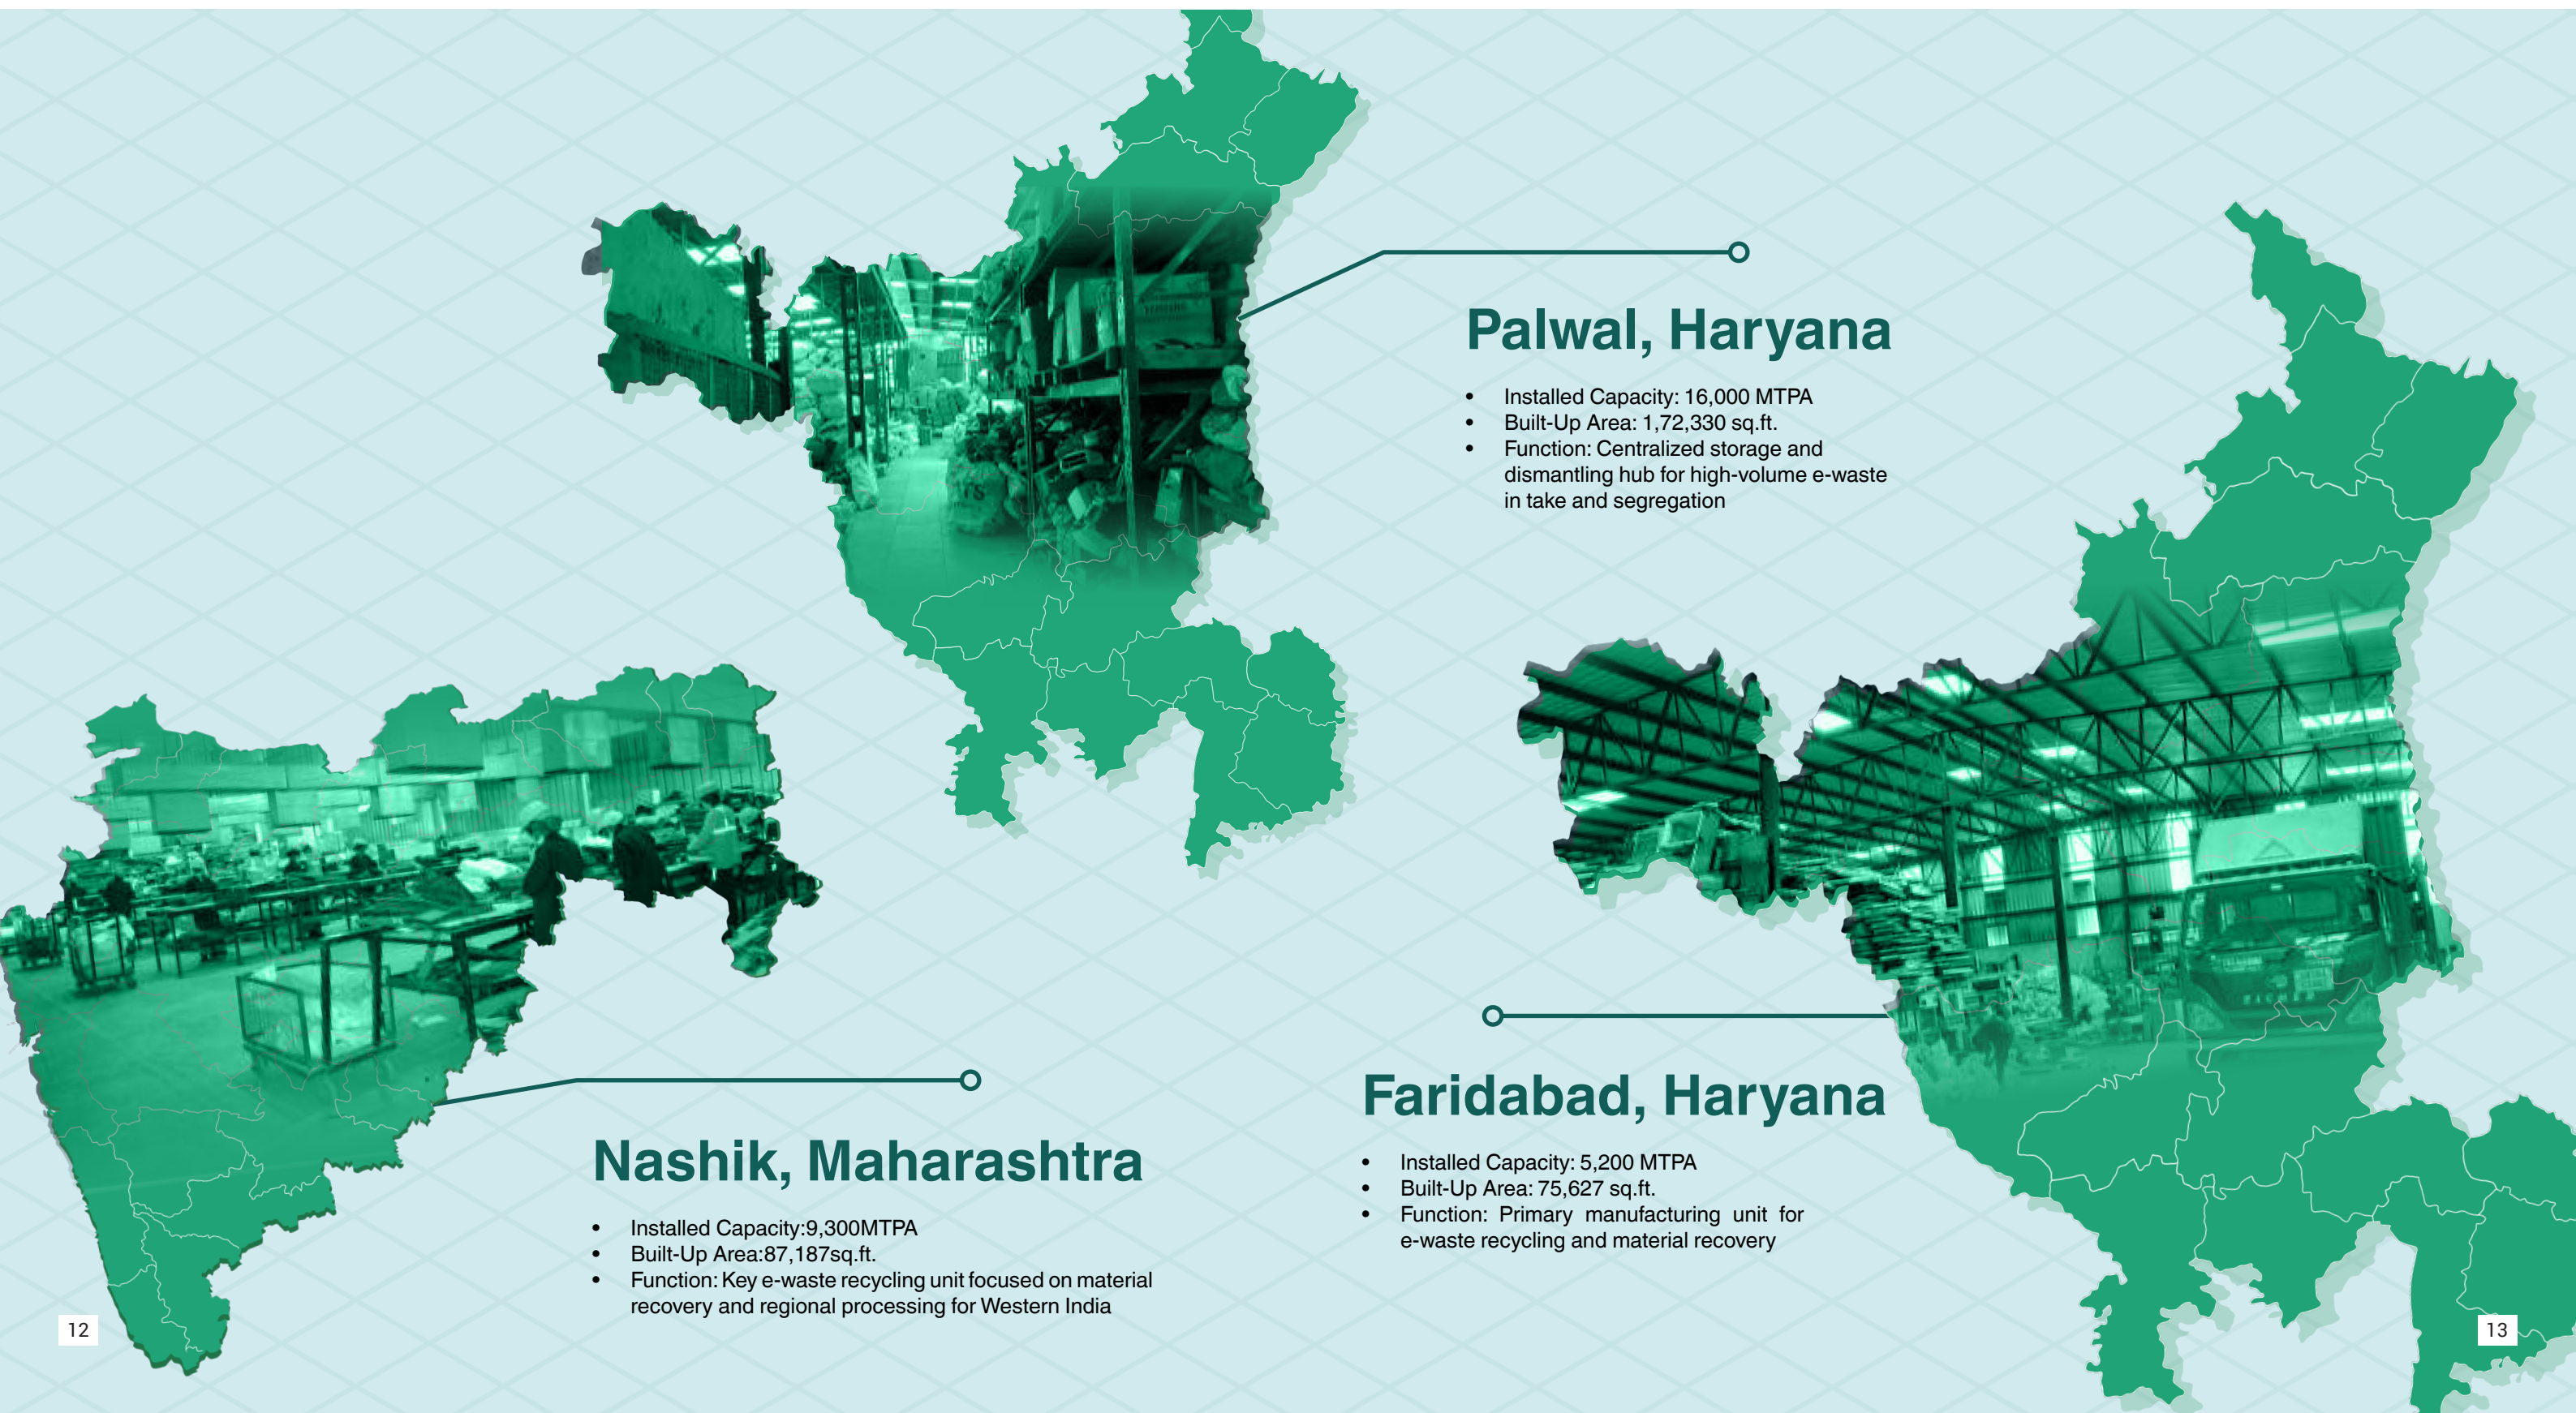 Palwal, Haryana
• Installed Capacity: 16,000 MTPA
• Built-Up Area: 1,72,330 sq.ft.
• Function: Centralized storage and
dismantling hub for high-volume e-waste
in take and segregation
Nashik, Maharashtra
• Installed Capacity:9,300MTPA
• Built-Up Area:87,187sq.ft.
• Function: Key e-waste recycling unit focused on material
recovery and regional processing for Western India
12
Faridabad, Haryana
• Installed Capacity: 5,200 MTPA
• Built-Up Area: 75,627 sq.ft.
• Function: Primary manufacturing unit for
e-waste recycling and material recovery
13